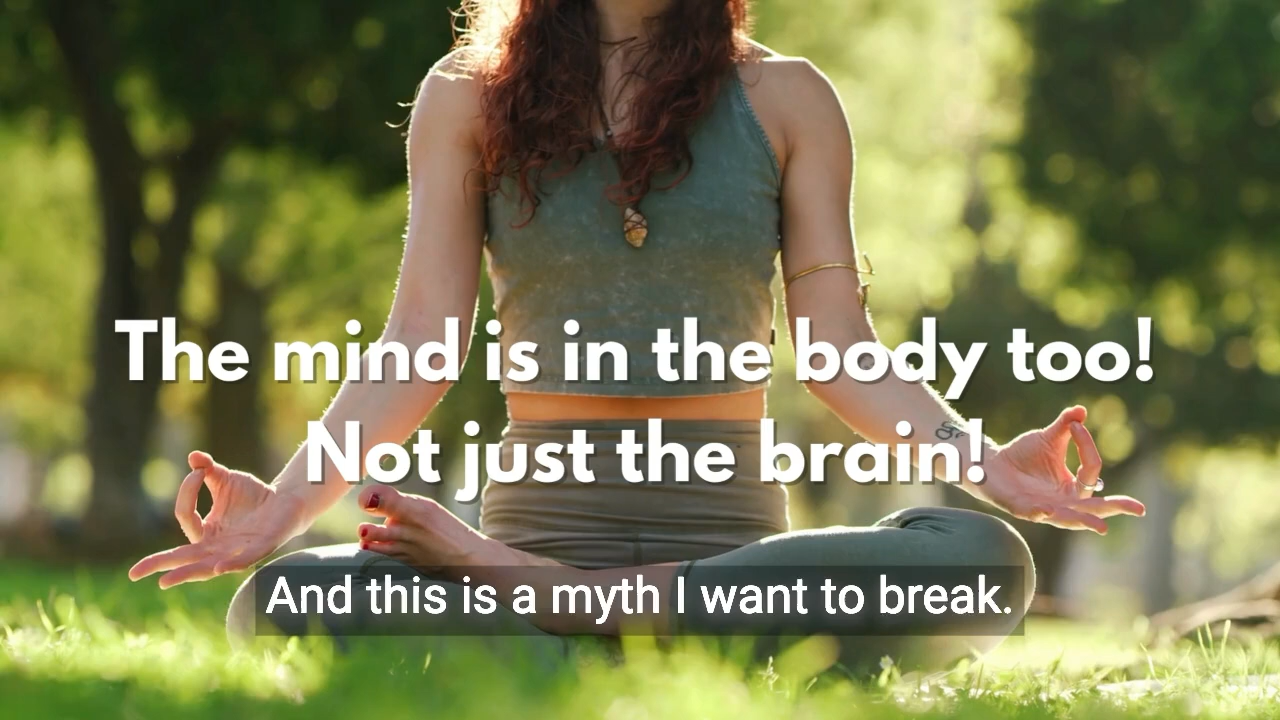 The mind is in the body too!
Not just the brain!
And this is a myth I want to break.